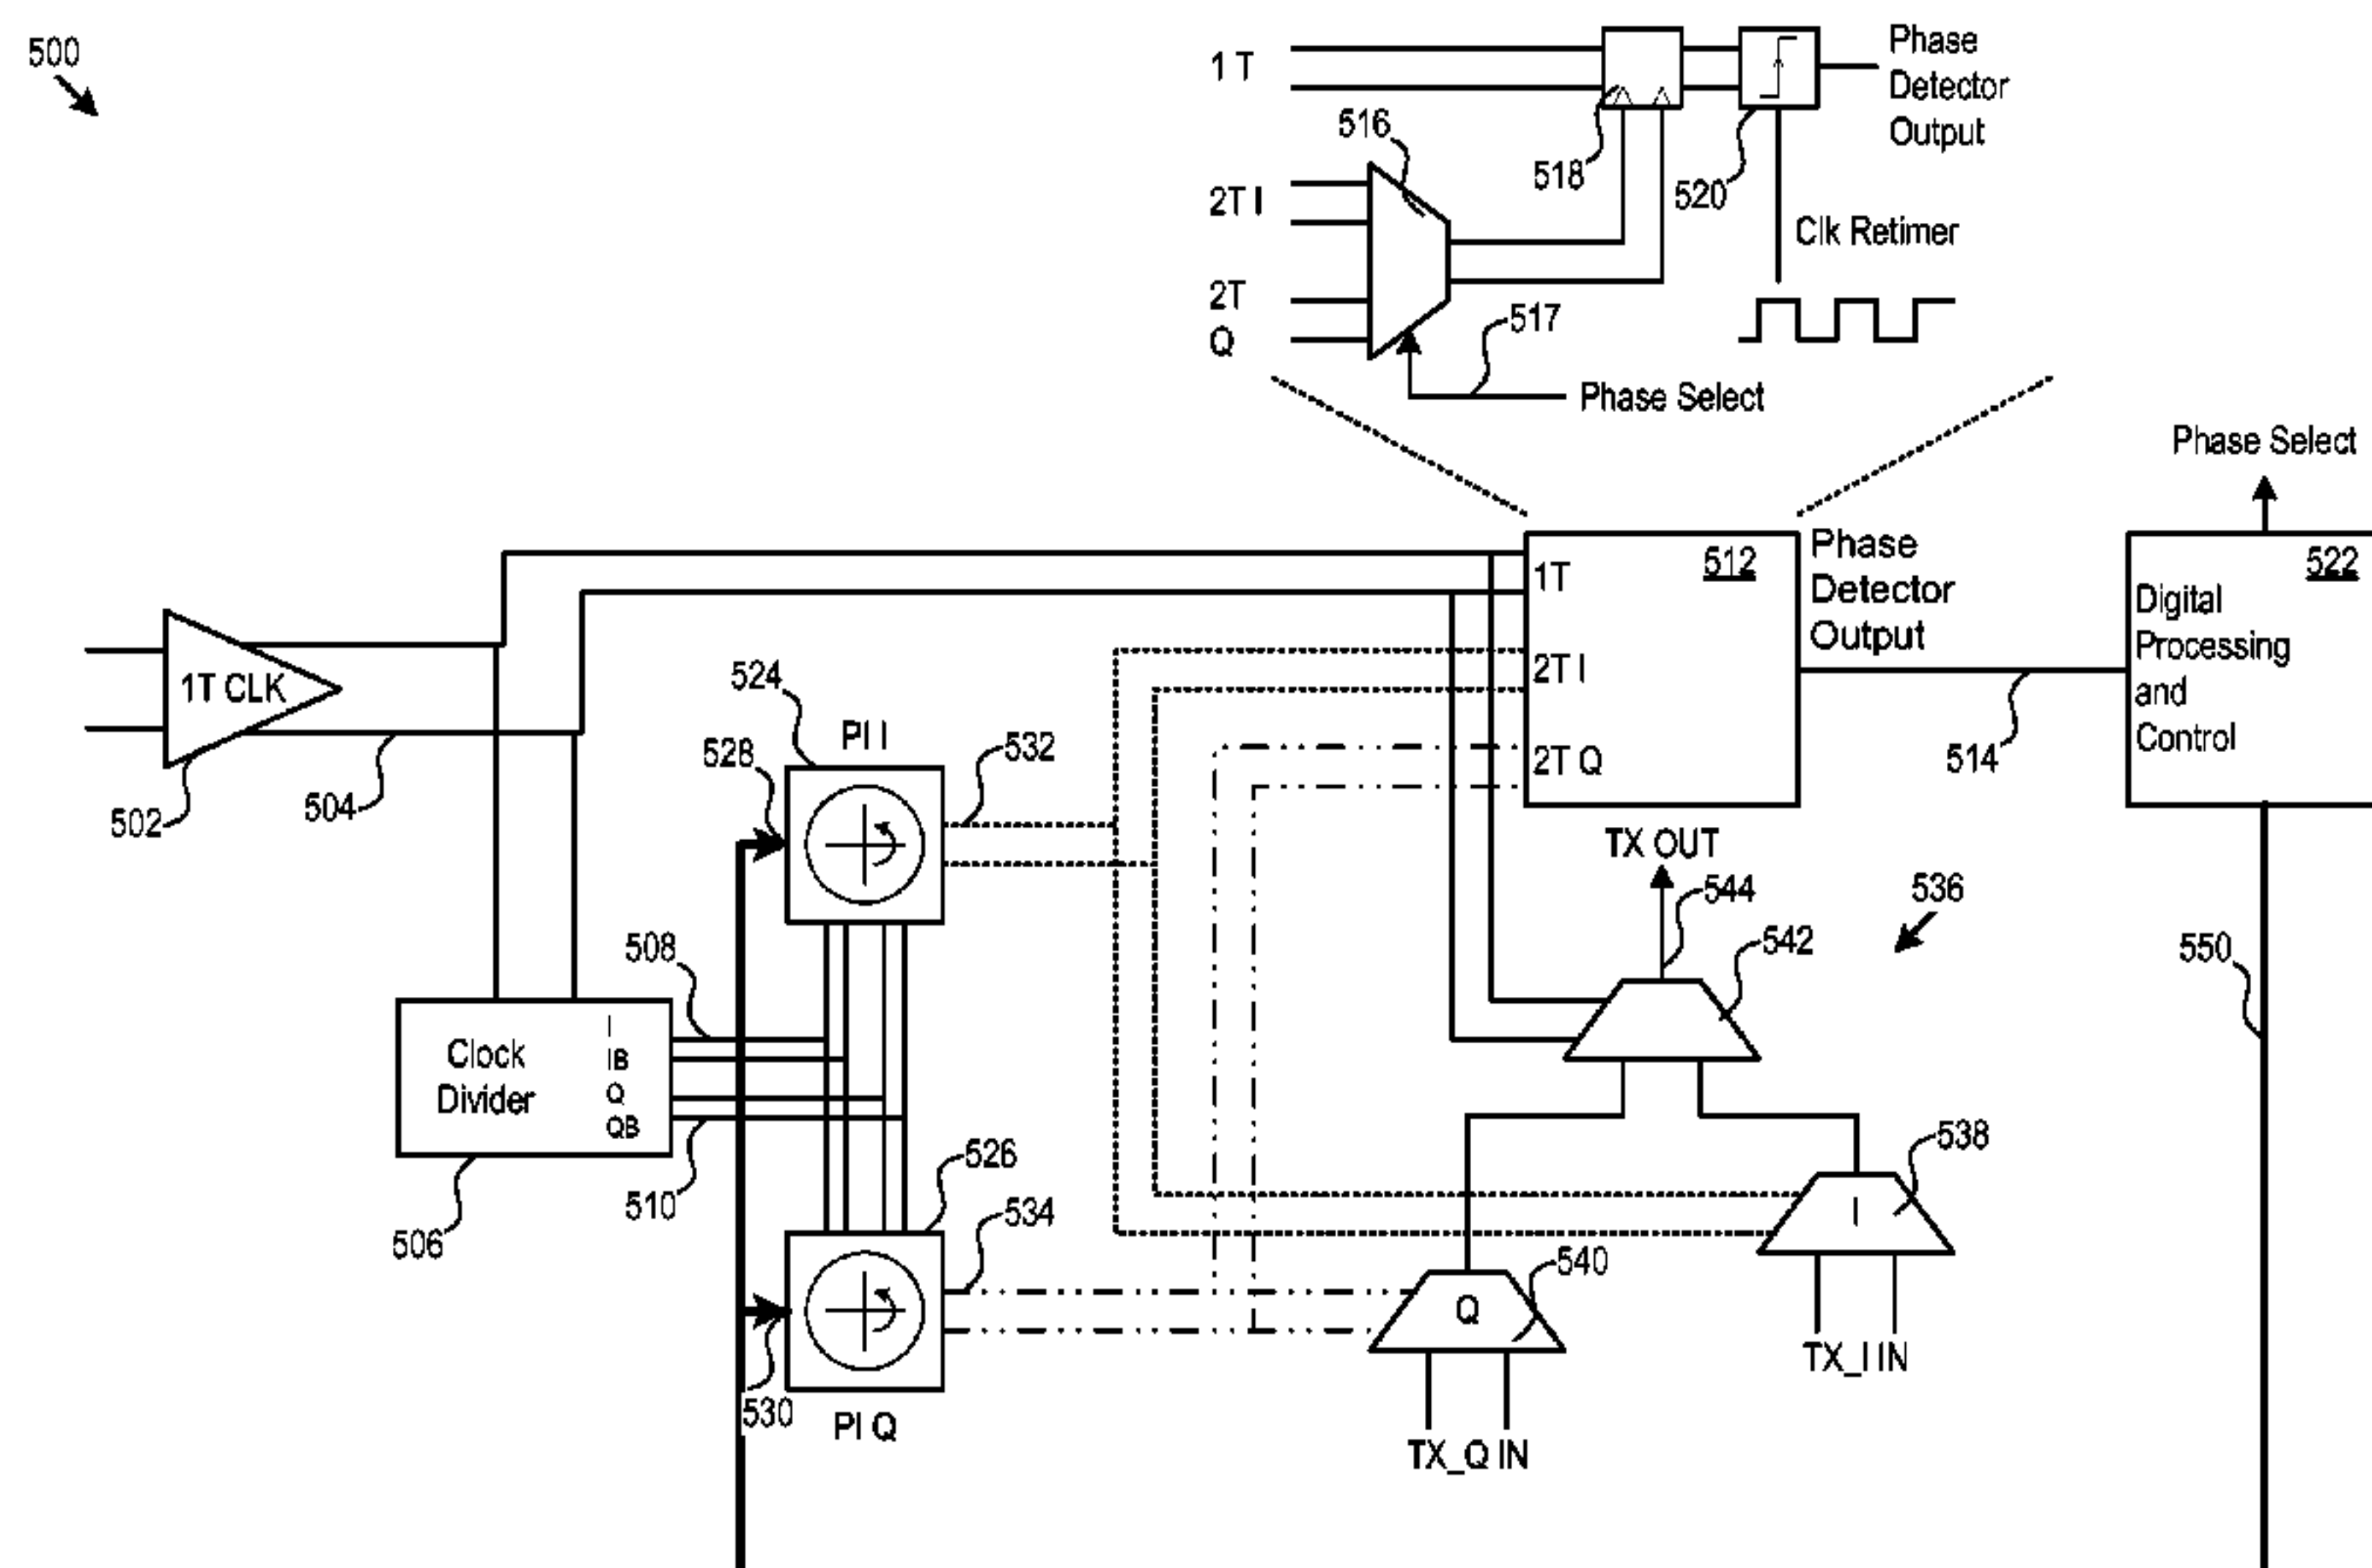 500
1 T
Phase
Detector
Output
516
518
520
2T I
Clk Retimer
2T
Q
517
Phase Select
Phase Select
1T
512
Phase
Detector
Output
522
Digital
Processing
and
Control
1T CLK
2T I
524
PI I
528
532
2T Q
514
502
504
TX OUT
544
536
542
508
550
Clock
Divider
I
IB
Q
QB
526
538
510
534
I
506
540
Q
530
PI Q
TX_I IN
TX_Q IN